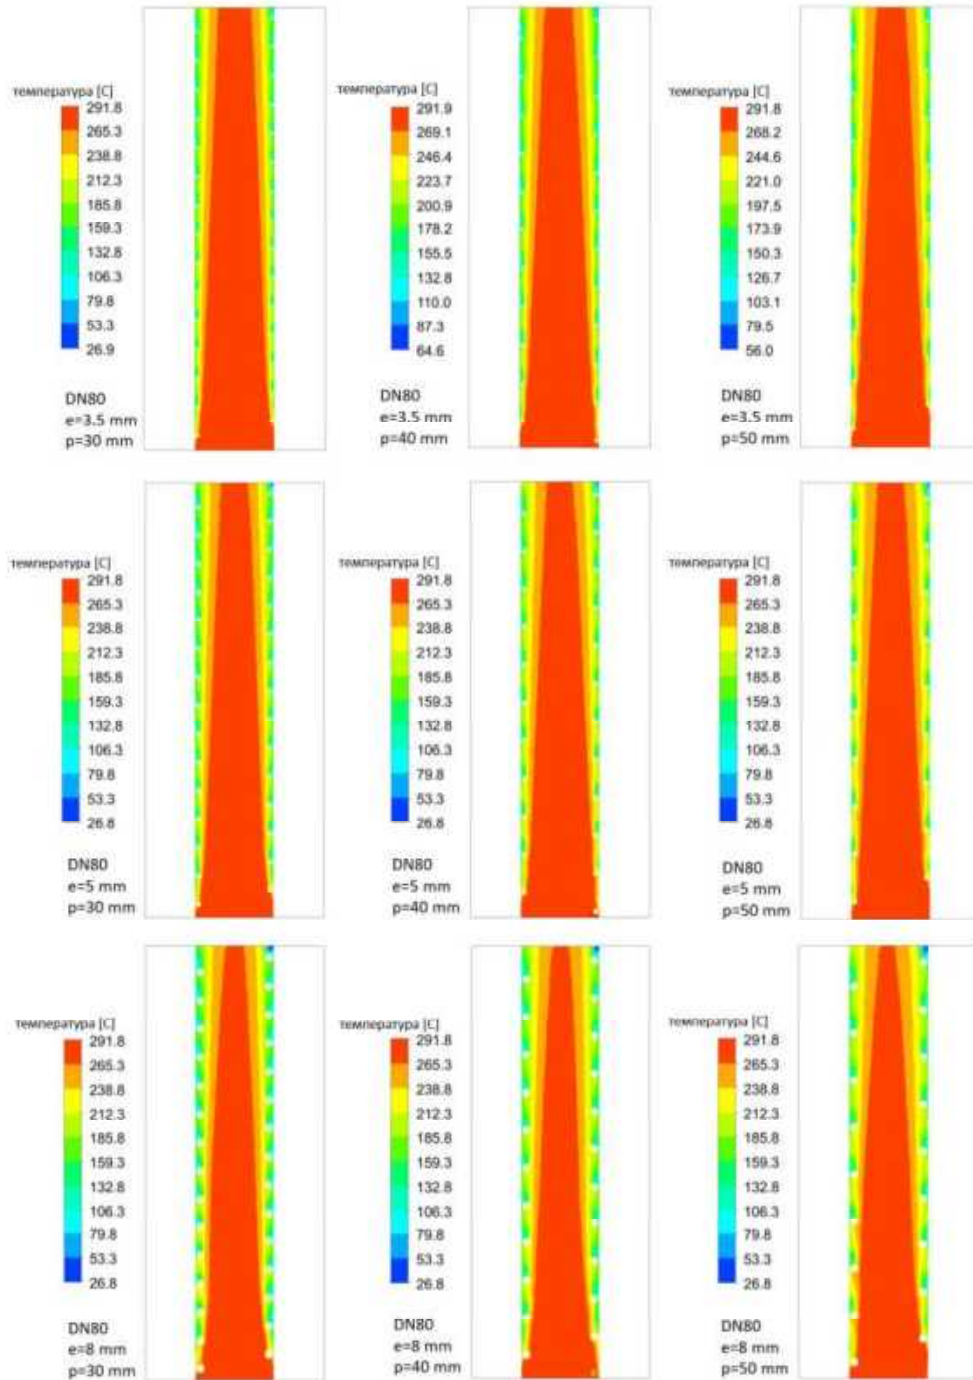 температура [C]
291.8
265.3
238.8
212.3
185.8
159.3
132.8
106.3
79.8
53.3
26.9
DN80
e=3.5 mm
p=30 mm
температура [C]
291.9
269.1
246.4
223.7
200.9
178.2
155.5
132.8
110.0
87.3
64.6
DN80
e=3.5 mm
p=40 mm
температура [C]
291.8
268.2
244.6
221.0
197.5
173.9
150.3
126.7
103.1
79.5
56.0
DN80
e=3.5 mm
p=50 mm
температура [C]
291.8
265.3
238.8
212.3
185.8
159.3
132.8
106.3
79.8
53.3
26.8
DN80
e=5 mm
p=30 mm
температура [C]
291.8
265.3
238.8
212.3
185.8
159.3
132.8
106.3
79.8
53.3
26.8
DN80
e=5 mm
p=40 mm
температура [C]
291.8
265.3
238.8
212.3
185.8
159.3
132.8
106.3
79.8
53.3
26.8
DN80
e=5 mm
p=50 mm
температура [C]
291.8
265.3
238.8
212.3
185.8
159.3
132.8
106.3
79.8
53.3
26.8
DN80
e=8 mm
p=30 mm
температура [C]
291.8
265.3
238.8
212.3
185.8
159.3
132.8
106.3
79.8
53.3
26.8
DN80
e=8 mm
p=40 mm
температура [C]
291.8
265.3
238.8
212.3
185.8
159.3
132.8
106.3
79.8
53.3
26.8
DN80
e=8 mm
p=50 mm